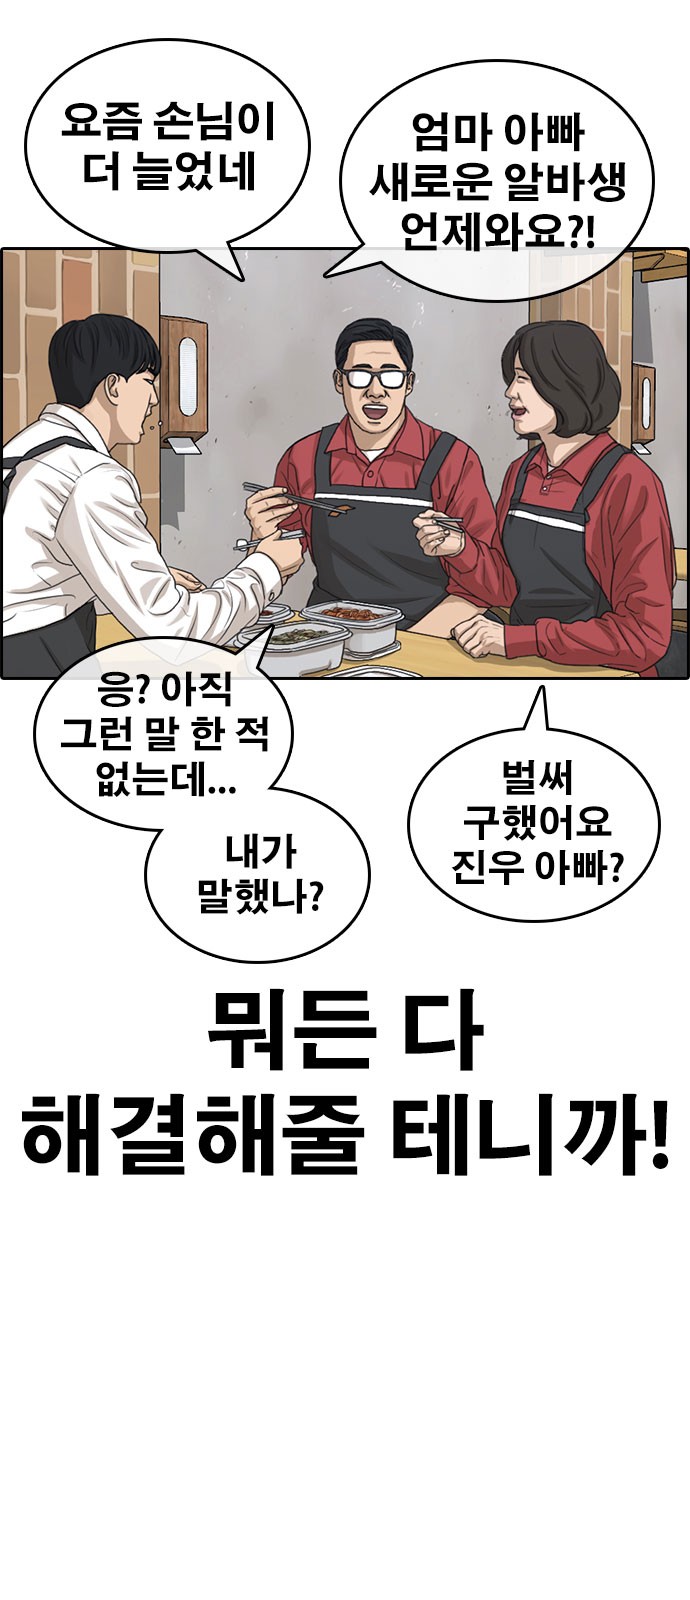 요즘 손님이
더 늘었네
엄마 아빠
새로운 알바생
언제와요?!
응? 아직
그런 말 한 적
없는데...
내가
말했나?
벌써
구했어요
진우 아빠?
뭐든 다
해결해줄 테니까!